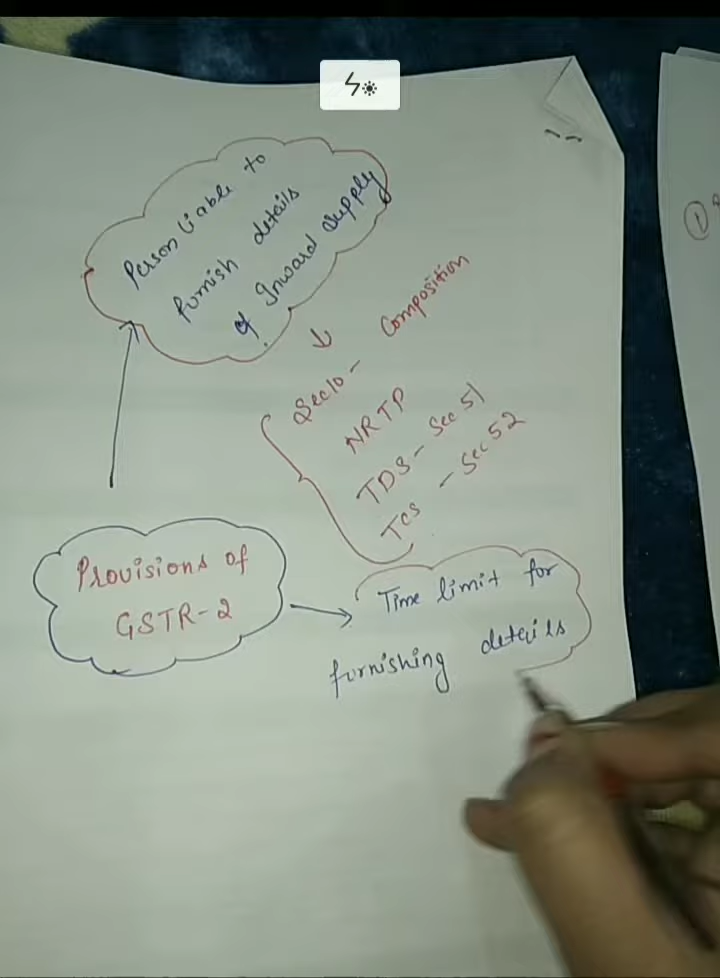 Person liable to
furnish details
of Inward Supply
Sec10 - Composition
NRTP
TDS - Sec 51
TCS - Sec 52
Provisions of
GSTR-2
Time limit for
furnishing details
1